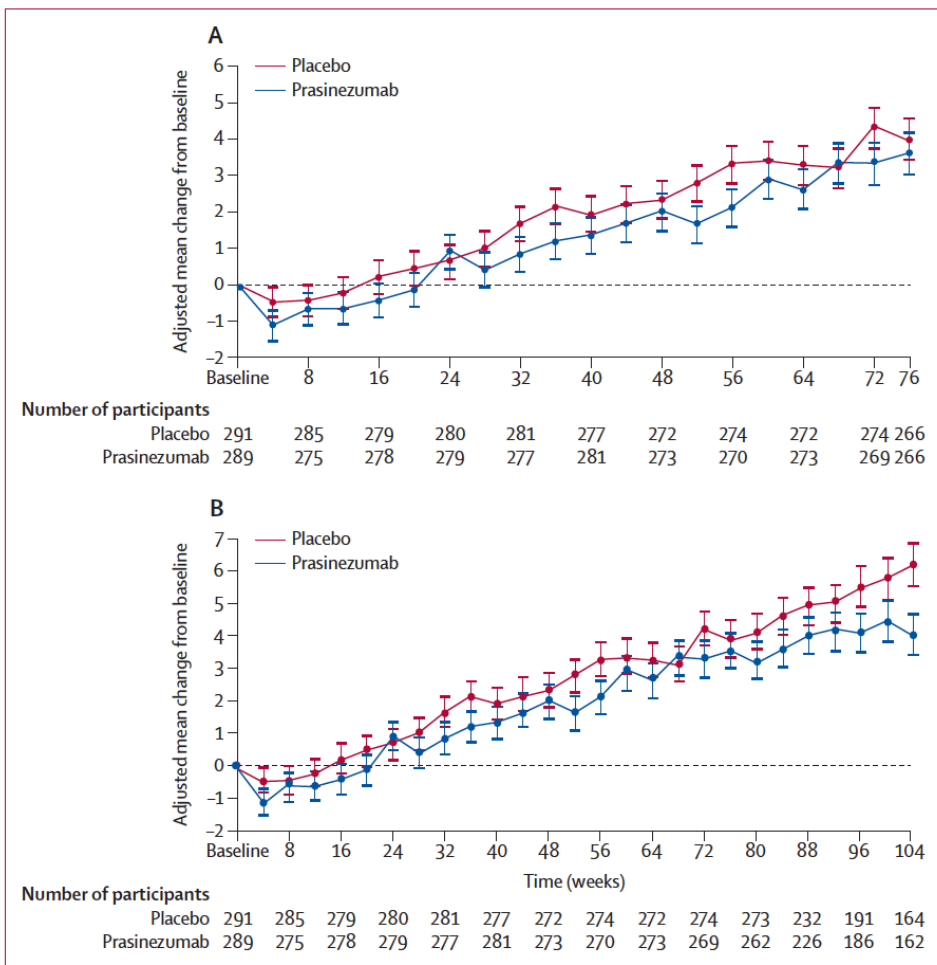 A
Placebo
Prasinezumab
Adjusted mean change from baseline
6
5
4
3
2
1
0
–1
–2
Baseline 8 16 24 32 40 48 56 64 72 76
Number of participants
Placebo 291 285 279 280 281 277 272 274 272 274 266
Prasinezumab 289 275 278 279 277 281 273 270 273 269 266
B
Placebo
Prasinezumab
Adjusted mean change from baseline
7
6
5
4
3
2
1
0
–1
–2
Baseline 8 16 24 32 40 48 56 64 72 80 88 96 104
Time (weeks)
Number of participants
Placebo 291 285 279 280 281 277 272 274 272 274 273 232 191 164
Prasinezumab 289 275 278 279 277 281 273 270 273 269 262 226 186 162